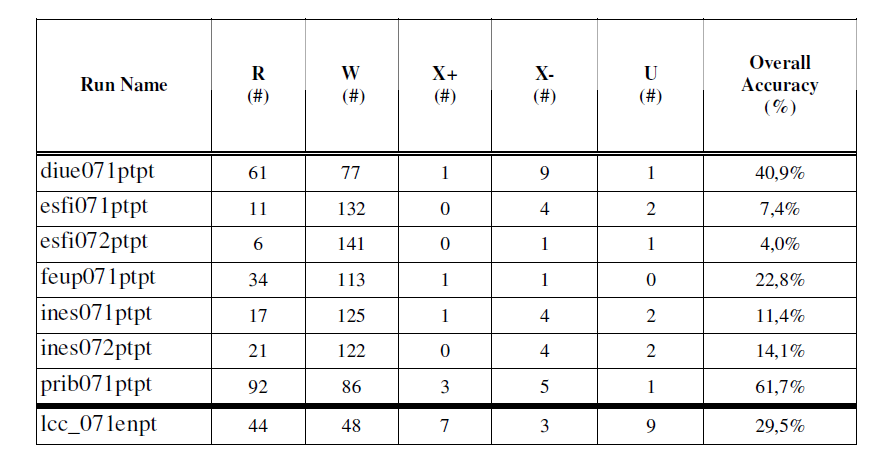 Run Name R (#) W (#) X+ (#) X- (#) U (#) Overall Accuracy (%)
diue071ptpt 61 77 1 9 1 40,9%
esfi071ptpt 11 132 0 4 2 7,4%
esfi072ptpt 6 141 0 1 1 4,0%
feup071ptpt 34 113 1 1 0 22,8%
ines071ptpt 17 125 1 4 2 11,4%
ines072ptpt 21 122 0 4 2 14,1%
prib071ptpt 92 86 3 5 1 61,7%
lcc_071enpt 44 48 7 3 9 29,5%